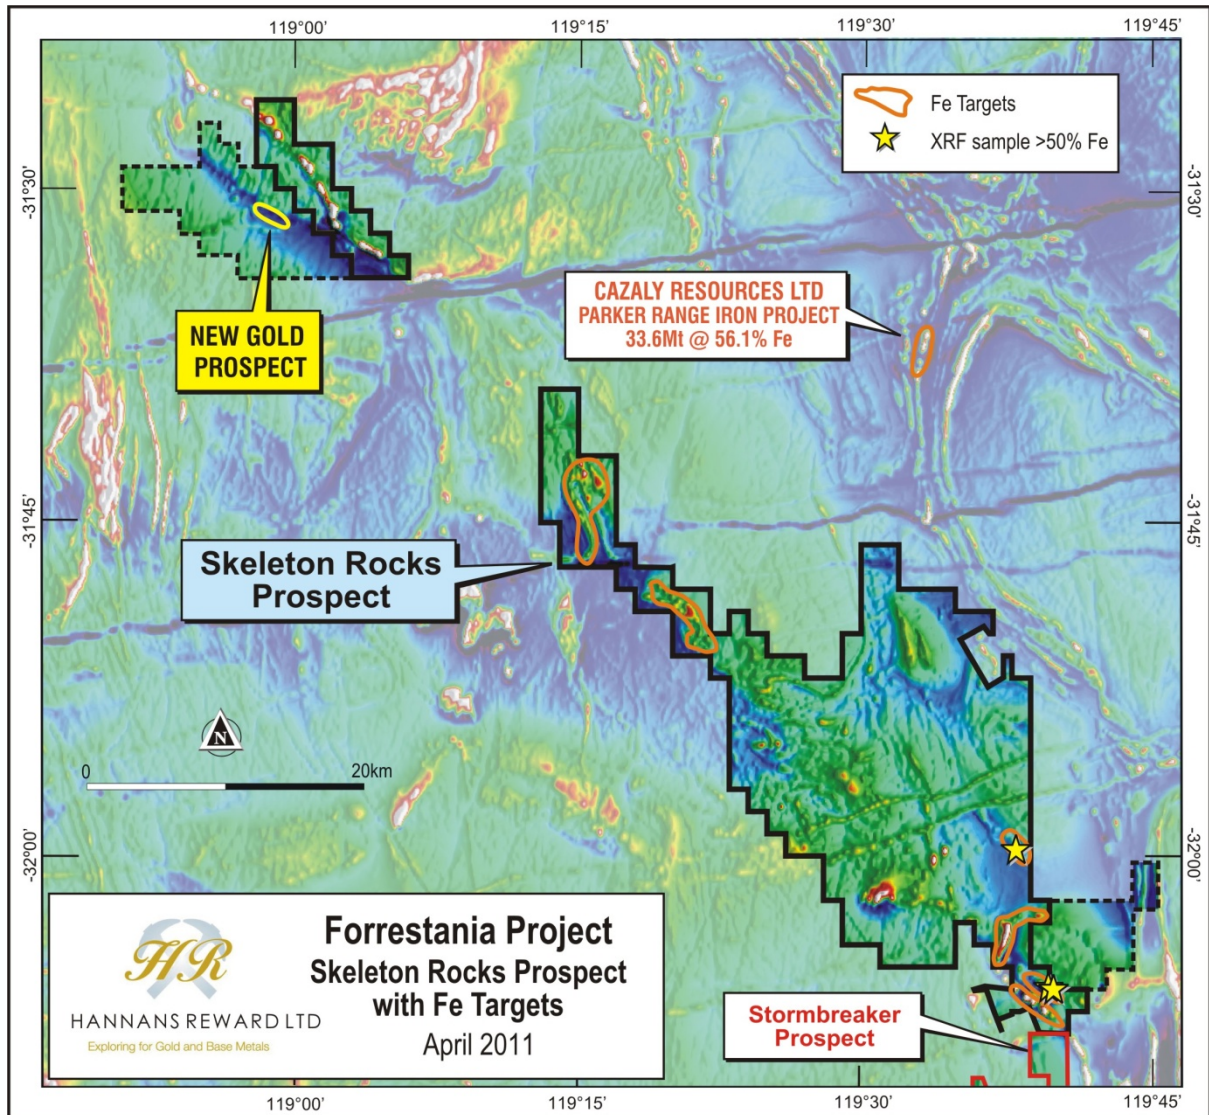 119°00'
119°15'
119°30'
119°45'
Fe Targets
XRF sample >50% Fe
-31°30'
-31°30'
CAZALY RESOURCES LTD
PARKER RANGE IRON PROJECT
33.6Mt @ 56.1% Fe
NEW GOLD
PROSPECT
-31°45'
-31°45'
Skeleton Rocks
Prospect
N
0
20km
-32°00'
-32°00'
HR
HANNANS REWARD LTD
Exploring for Gold and Base Metals
Forrestania Project
Skeleton Rocks Prospect
with Fe Targets
April 2011
Stormbreaker
Prospect
119°00'
119°15'
119°30'
119°45'